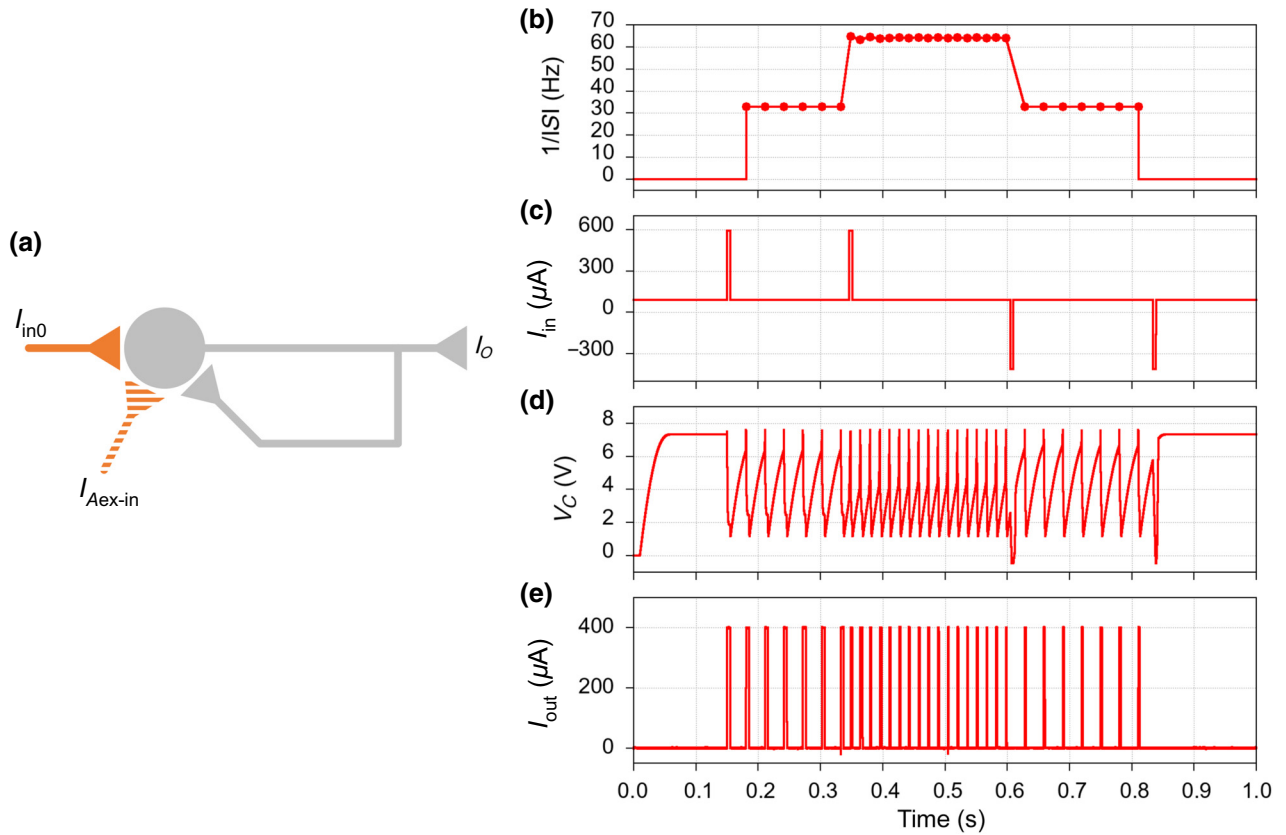 (a)
I_in0
I_Aex-in
I_O
(b)
1/ISI (Hz)
70
60
50
40
30
20
10
0
(c)
I_in (μA)
600
300
0
−300
(d)
V_C (V)
8
6
4
2
0
(e)
I_out (μA)
400
200
0
0.0 0.1 0.2 0.3 0.4 0.5 0.6 0.7 0.8 0.9 1.0
Time (s)